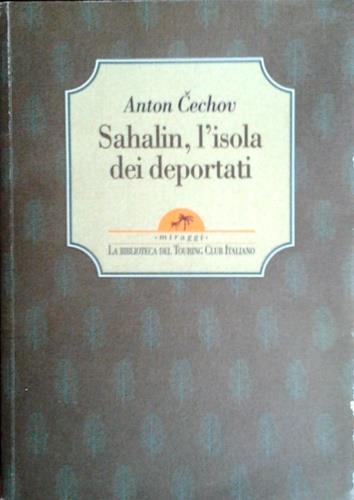 Anton Čechov
Sahalin, l'isola
dei deportati
·miraggi·
LA BIBLIOTECA DEL TOURING CLUB ITALIANO